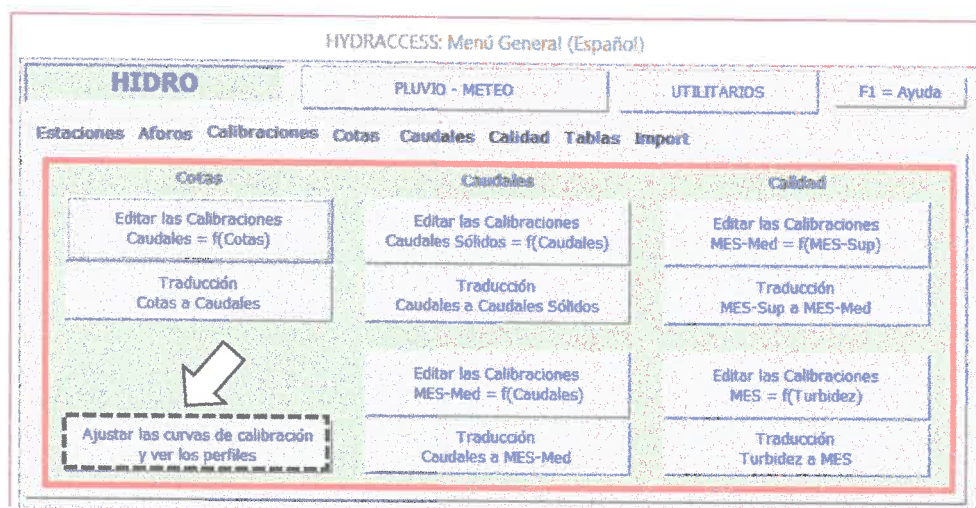 HYDRACCESS: Menú General (Español)
HIDRO
PLUVIO - METEO
UTILITARIOS
F1 = Ayuda
Estaciones Aforos Calibraciones Cotas Caudales Calidad Tablas Import
Cotas
Editar las Calibraciones
Caudales = f(Cotas)
Traducción
Cotas a Caudales
Ajustar las curvas de calibración
y ver los perfiles
Caudales
Editar las Calibraciones
Caudales Sólidos = f(Caudales)
Traducción
Caudales a Caudales Sólidos
Editar las Calibraciones
MES-Med = f(Caudales)
Traducción
Caudales a MES-Med
Calidad
Editar las Calibraciones
MES-Med = f(MES-Sup)
Traducción
MES-Sup a MES-Med
Editar las Calibraciones
MES = f(Turbidez)
Traducción
Turbidez a MES